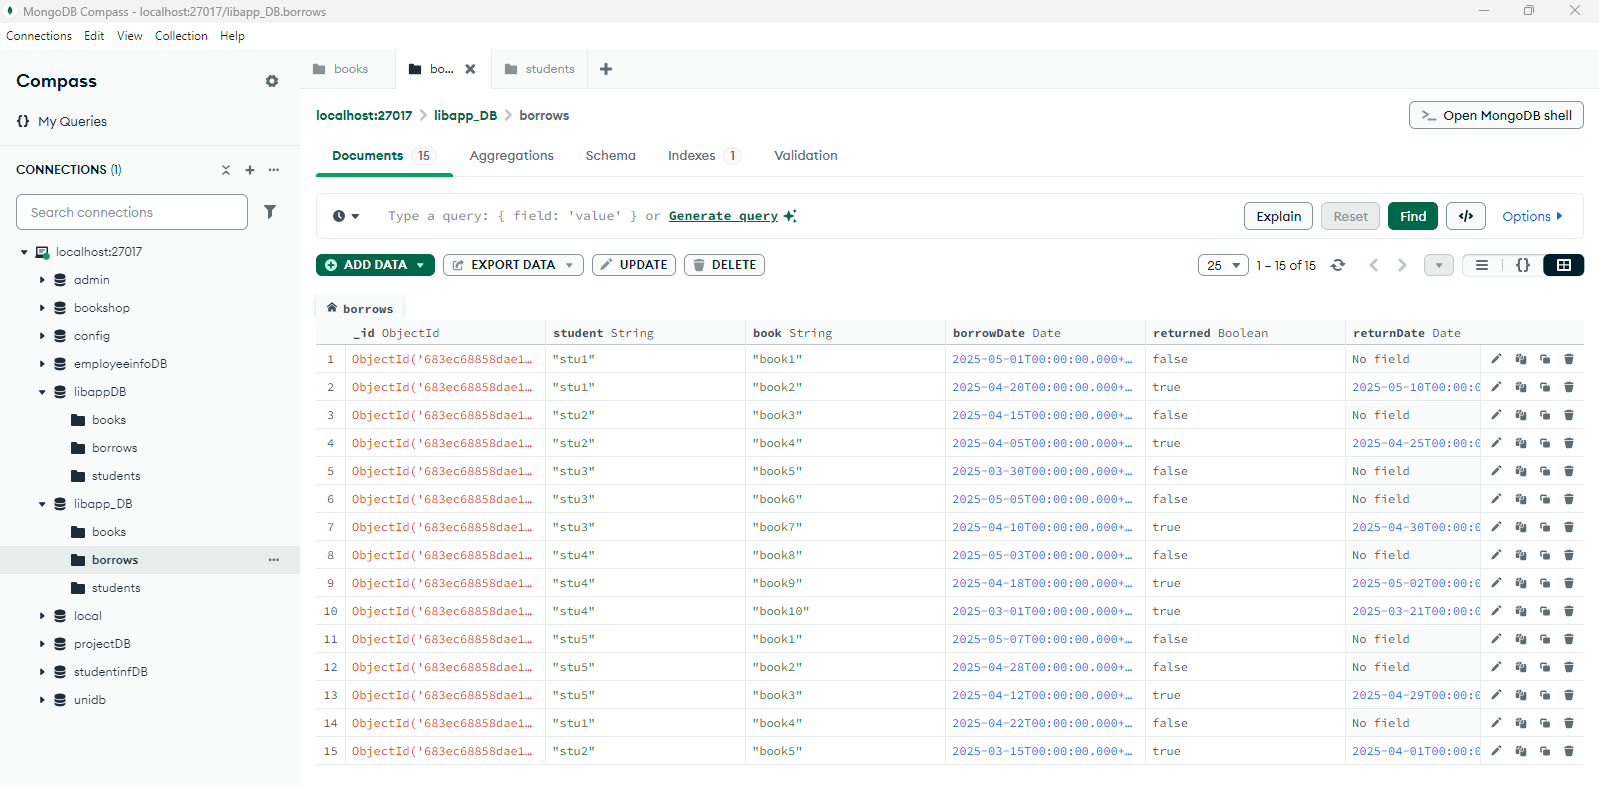 MongoDB Compass - localhost:27017/libapp_DB.borrows
Connections Edit View Collection Help
Compass
My Queries
CONNECTIONS (1)
Search connections
localhost:27017
admin
bookshop
config
employeeinfoDB
libappDB
books
borrows
students
libapp_DB
books
borrows
students
local
projectDB
studentinfDB
unidb
books bo... students
localhost:27017 libapp_DB borrows
>_ Open MongoDB shell
Documents 15 Aggregations Schema Indexes 1 Validation
Type a query: { field: 'value' } or Generate query
Explain Reset Find </> Options
ADD DATA EXPORT DATA UPDATE DELETE
25 1 – 15 of 15 {}
borrows
_id ObjectId student String book String borrowDate Date returned Boolean returnDate Date
1 ObjectId('683ec68858dae1... "stu1" "book1" 2025-05-01T00:00:00.000+... false No field
2 ObjectId('683ec68858dae1... "stu1" "book2" 2025-04-20T00:00:00.000+... true 2025-05-10T00:00:0
3 ObjectId('683ec68858dae1... "stu2" "book3" 2025-04-15T00:00:00.000+... false No field
4 ObjectId('683ec68858dae1... "stu2" "book4" 2025-04-05T00:00:00.000+... true 2025-04-25T00:00:0
5 ObjectId('683ec68858dae1... "stu3" "book5" 2025-03-30T00:00:00.000+... false No field
6 ObjectId('683ec68858dae1... "stu3" "book6" 2025-05-05T00:00:00.000+... false No field
7 ObjectId('683ec68858dae1... "stu3" "book7" 2025-04-10T00:00:00.000+... true 2025-04-30T00:00:0
8 ObjectId('683ec68858dae1... "stu4" "book8" 2025-05-03T00:00:00.000+... false No field
9 ObjectId('683ec68858dae1... "stu4" "book9" 2025-04-18T00:00:00.000+... true 2025-05-02T00:00:0
10 ObjectId('683ec68858dae1... "stu4" "book10" 2025-03-01T00:00:00.000+... true 2025-03-21T00:00:0
11 ObjectId('683ec68858dae1... "stu5" "book1" 2025-05-07T00:00:00.000+... false No field
12 ObjectId('683ec68858dae1... "stu5" "book2" 2025-04-28T00:00:00.000+... false No field
13 ObjectId('683ec68858dae1... "stu5" "book3" 2025-04-12T00:00:00.000+... true 2025-04-29T00:00:0
14 ObjectId('683ec68858dae1... "stu1" "book4" 2025-04-22T00:00:00.000+... false No field
15 ObjectId('683ec68858dae1... "stu2" "book5" 2025-03-15T00:00:00.000+... true 2025-04-01T00:00:0